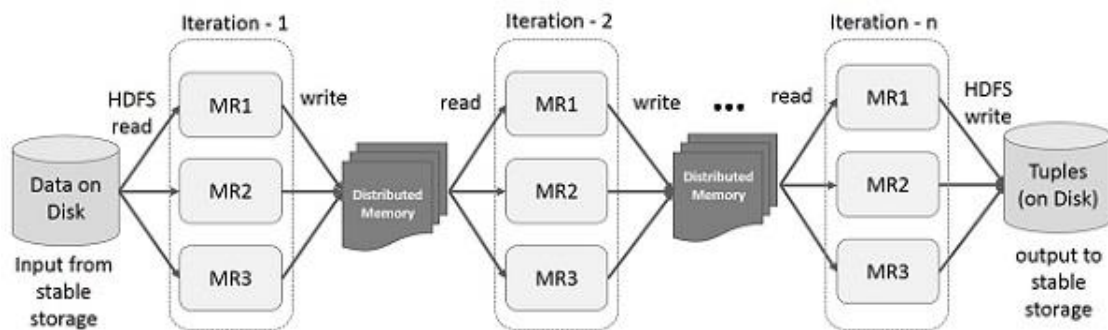 Iteration - 1
Iteration - 2
Iteration - n
HDFS
read
MR1
write
read
MR1
write
•••
read
MR1
HDFS
write
Data on
Disk
MR2
Distributed
Memory
MR2
Distributed
Memory
MR2
Tuples
(on Disk)
Input from
stable
storage
MR3
MR3
MR3
output to
stable
storage